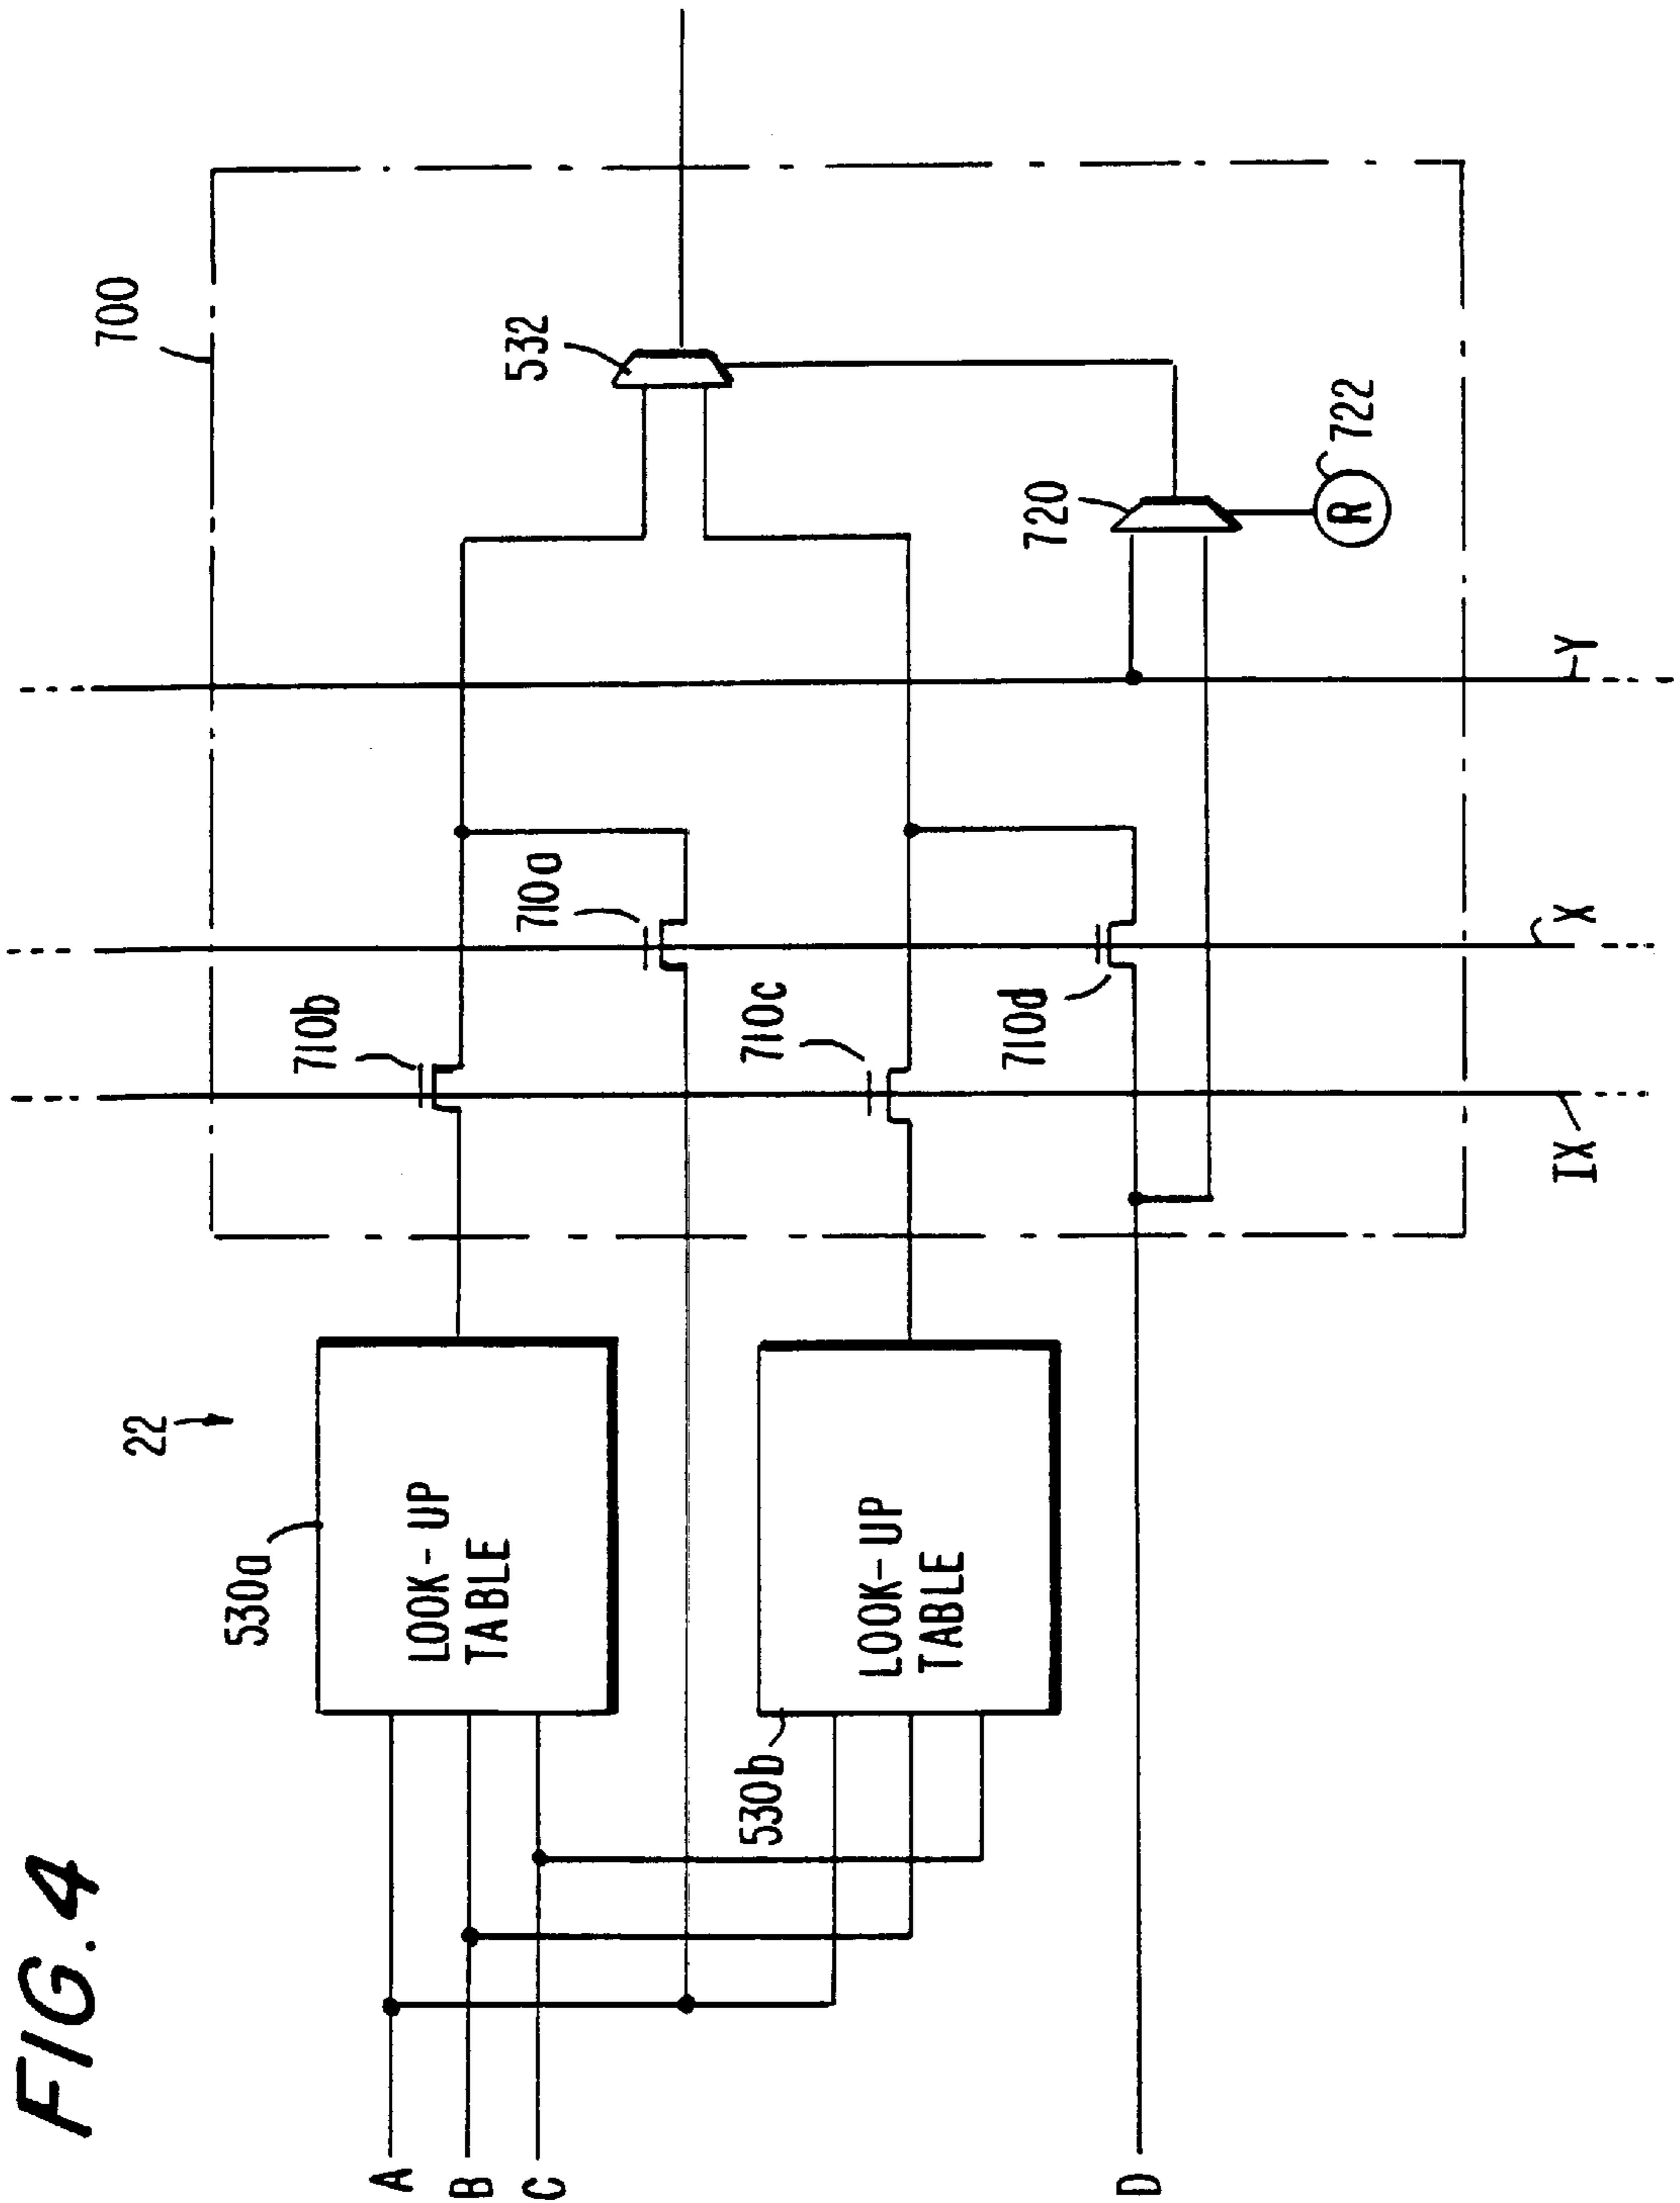 FIG. 4
22
700
530a
LOOK-UP
TABLE
710b
710a
532
530b
LOOK-UP
TABLE
710c
710d
720
R
722
A
B
C
D
IX
X
Y